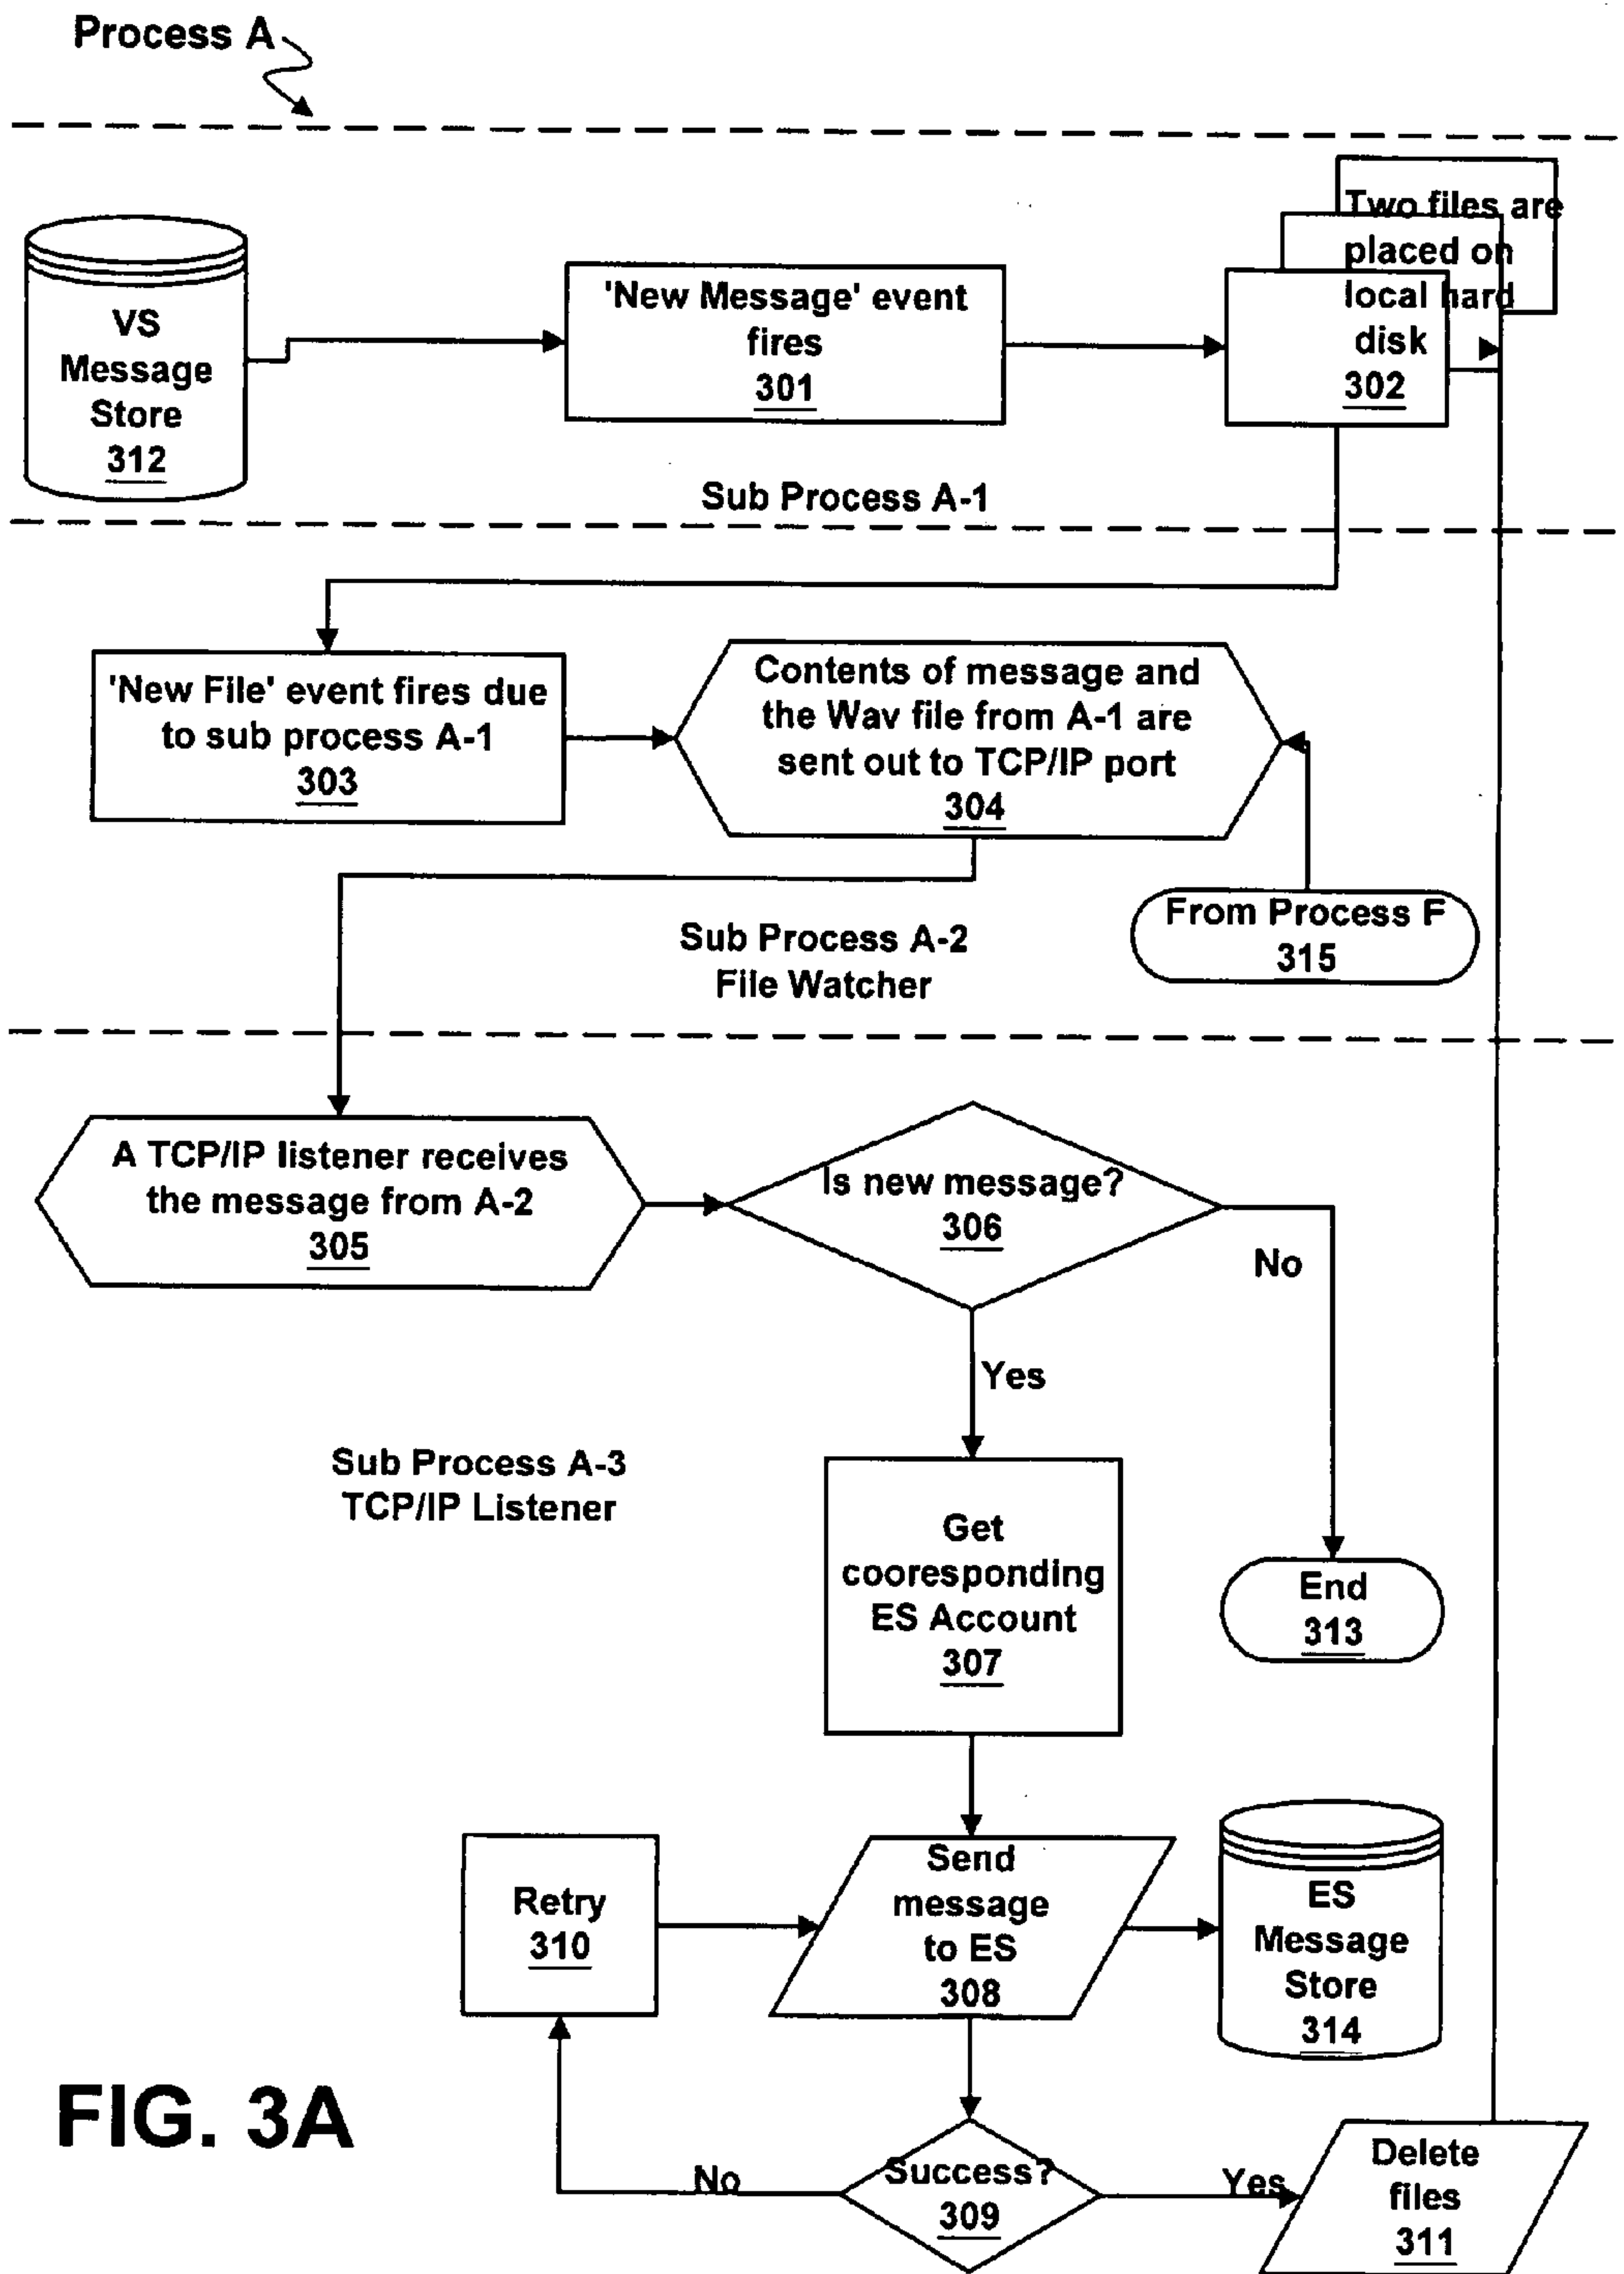 Process A
VS
Message
Store
312
'New Message' event
fires
301
Two files are
placed on
local hard
disk
302
Sub Process A-1
'New File' event fires due
to sub process A-1
303
Contents of message and
the Wav file from A-1 are
sent out to TCP/IP port
304
From Process F
315
Sub Process A-2
File Watcher
A TCP/IP listener receives
the message from A-2
305
Is new message?
306
No
Yes
Sub Process A-3
TCP/IP Listener
Get
cooresponding
ES Account
307
End
313
Retry
310
Send
message
to ES
308
ES
Message
Store
314
Success?
309
No
Yes
Delete
files
311
FIG. 3A